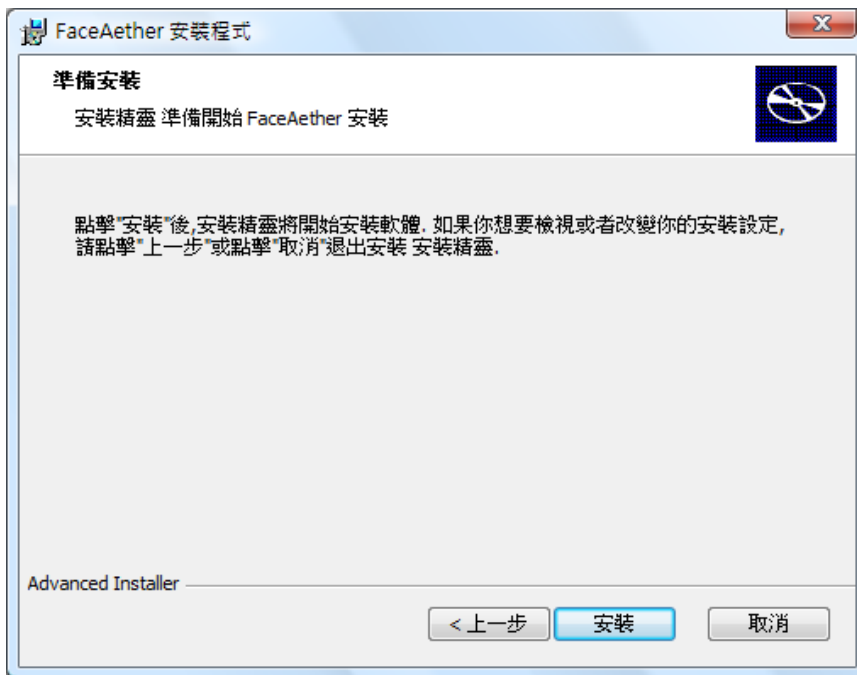 FaceAether 安裝程式
準備安裝
安裝精靈 準備開始 FaceAether 安裝
點擊"安裝"後,安裝精靈將開始安裝軟體. 如果你想要檢視或者改變你的安裝設定,
請點擊"上一步"或點擊"取消"退出安裝 安裝精靈.
Advanced Installer
< 上一步 安裝 取消